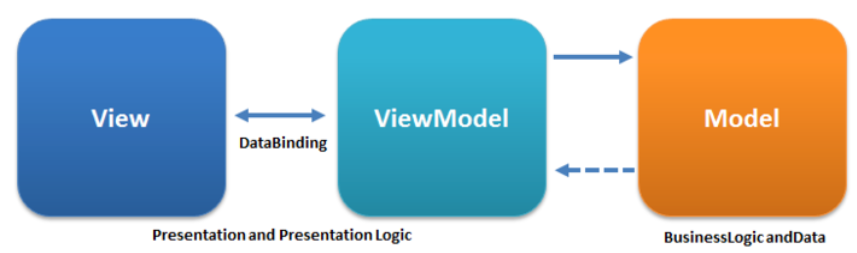 View
ViewModel
Model
DataBinding
Presentation and Presentation Logic
BusinessLogic andData